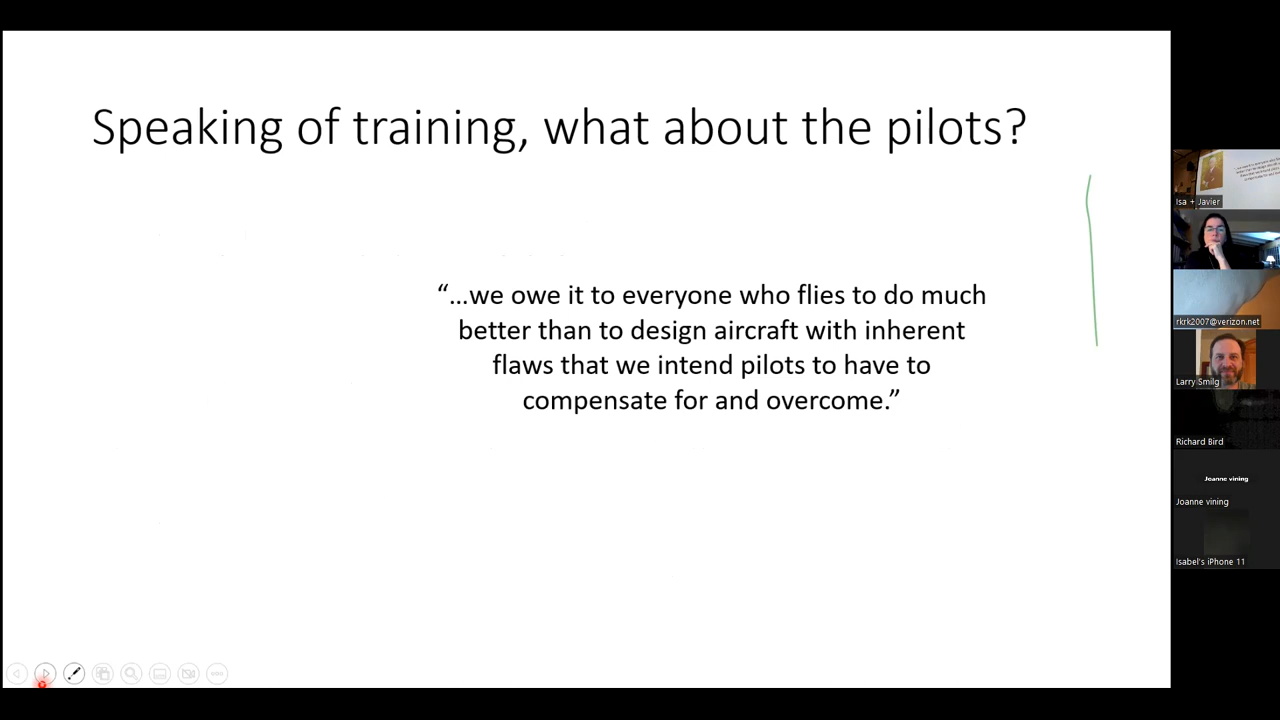 Speaking of training, what about the pilots?
“…we owe it to everyone who flies to do much
better than to design aircraft with inherent
flaws that we intend pilots to have to
compensate for and overcome.”
Isa + Javier
rkrk2007@verizon.net
Larry Smilg
Richard Bird
Joanne vining
Joanne vining
Isabel's iPhone 11